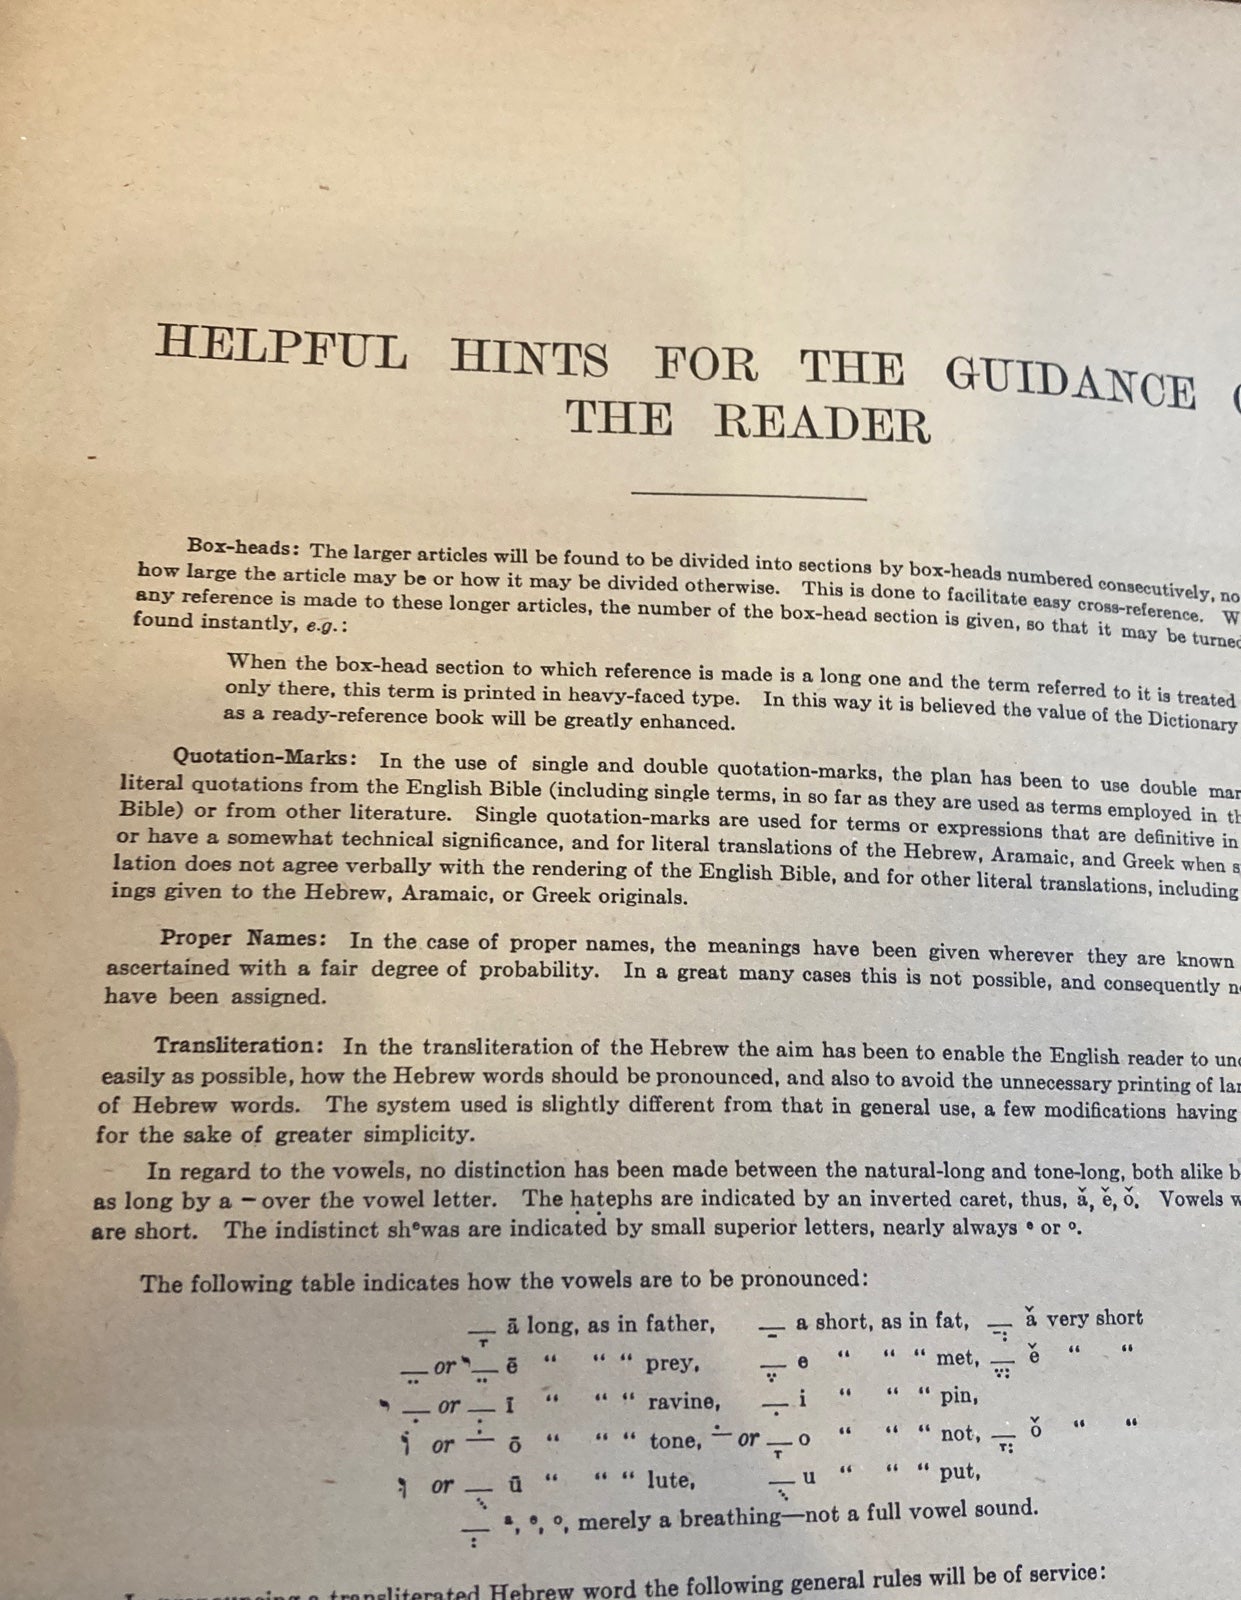 HELPFUL HINTS FOR THE GUIDANCE
THE READER
Box-heads: The larger articles will be found to be divided into sections by box-heads numbered consecutively, no
how large the article may be or how it may be divided otherwise. This is done to facilitate easy cross-reference. W
any reference is made to these longer articles, the number of the box-head section is given, so that it may be turned
found instantly, e.g.:
When the box-head section to which reference is made is a long one and the term referred to it is treated
only there, this term is printed in heavy-faced type. In this way it is believed the value of the Dictionary
as a ready-reference book will be greatly enhanced.
Quotation-Marks: In the use of single and double quotation-marks, the plan has been to use double mar
literal quotations from the English Bible (including single terms, in so far as they are used as terms employed in th
Bible) or from other literature. Single quotation-marks are used for terms or expressions that are definitive in
or have a somewhat technical significance, and for literal translations of the Hebrew, Aramaic, and Greek when s
lation does not agree verbally with the rendering of the English Bible, and for other literal translations, including
ings given to the Hebrew, Aramaic, or Greek originals.
Proper Names: In the case of proper names, the meanings have been given wherever they are known
ascertained with a fair degree of probability. In a great many cases this is not possible, and consequently n
have been assigned.
Transliteration: In the transliteration of the Hebrew the aim has been to enable the English reader to un
easily as possible, how the Hebrew words should be pronounced, and also to avoid the unnecessary printing of lar
of Hebrew words. The system used is slightly different from that in general use, a few modifications having
for the sake of greater simplicity.
In regard to the vowels, no distinction has been made between the natural-long and tone-long, both alike b
as long by a – over the vowel letter. The ḥaṭephs are indicated by an inverted caret, thus, ǎ, ě, ǒ. Vowels w
are short. The indistinct shᵉwas are indicated by small superior letters, nearly always ᵉ or ᵒ.
The following table indicates how the vowels are to be pronounced:
—ָ ā long, as in father, —ַ a short, as in fat, —ֲ ǎ very short
—ֵ or י—ֵ ē “ “ “ prey, —ֶ e “ “ “ met, —ֱ ě “ “
י—ִ or —ִ ī “ “ “ ravine, —ִ i “ “ “ pin,
וֹ or —ֹ ō “ “ “ tone, —ֹ or —ָ o “ “ “ not, —ֳ ǒ “ “
וּ or —ֻ ū “ “ “ lute, —ֻ u “ “ “ put,
—ְ ᵃ, ᵉ, ᵒ, merely a breathing—not a full vowel sound.
a transliterated Hebrew word the following general rules will be of service: